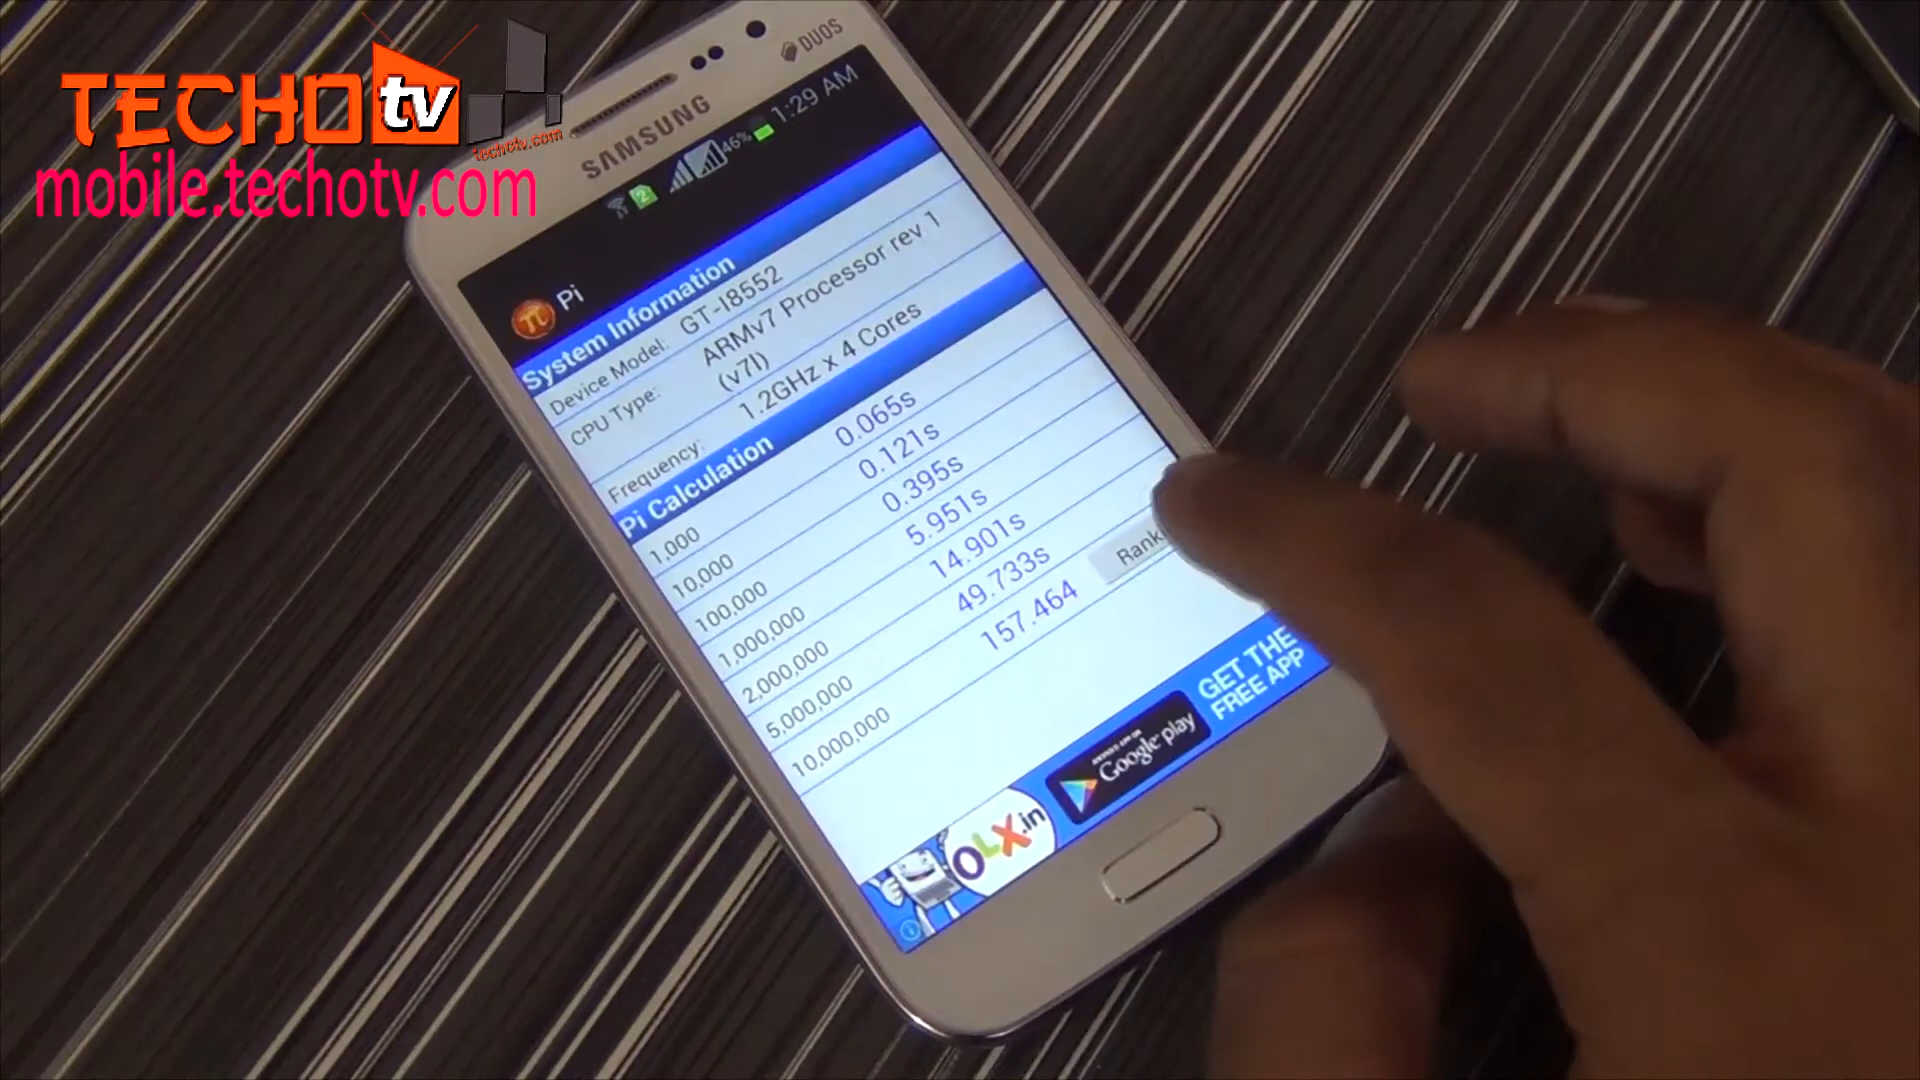 TECHO tv
techotv.com
mobile.techotv.com
DUOS
SAMSUNG
2 46% 1:29 AM
π Pi
System Information
Device Model: GT-I8552
CPU Type: ARMv7 Processor rev 1
(v7l)
Frequency: 1.2GHz x 4 Cores
Pi Calculation
1,000 0.065s
10,000 0.121s
100,000 0.395s
1,000,000 5.951s
2,000,000 14.901s
5,000,000 49.733s
10,000,000 157.464
OLX.in
Google play
GET THE
FREE APP